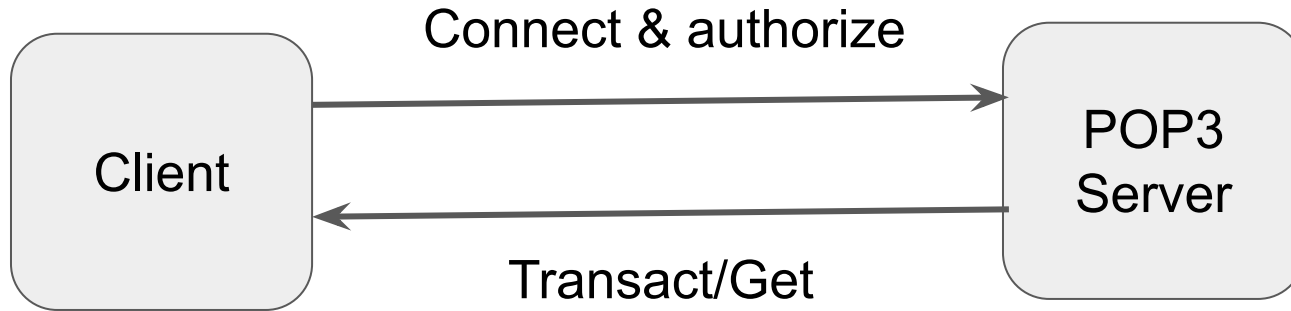 Connect & authorize
Client
POP3
Server
Transact/Get